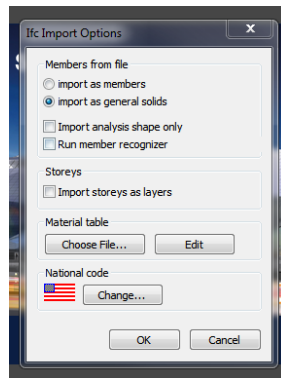 Ifc Import Options
x
Members from file
import as members
import as general solids
Import analysis shape only
Run member recognizer
Storeys
Import storeys as layers
Material table
Choose File... Edit
National code
Change...
OK Cancel